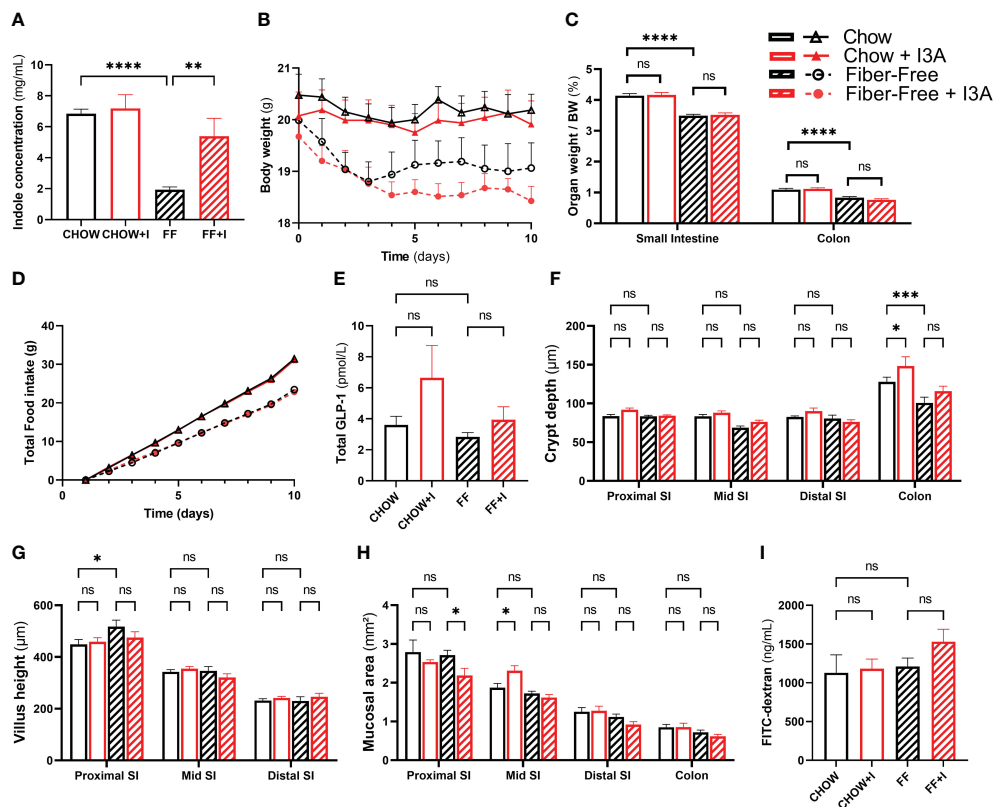 A
Indole concentration (mg/mL)
10
8
6
4
2
0
****
**
CHOW
CHOW+I
FF
FF+I
B
Body weight (g)
21
20
19
18
0
5
10
Time (days)
C
Organ weight / BW (%)
6
5
4
3
2
1
0
****
ns
ns
****
ns
ns
Small Intestine
Colon
Chow
Chow + I3A
Fiber-Free
Fiber-Free + I3A
D
Total Food intake (g)
40
30
20
10
0
0
5
10
Time (days)
E
Total GLP-1 (pmol/L)
10
8
6
4
2
0
ns
ns
ns
CHOW
CHOW+I
FF
FF+I
F
Crypt depth (µm)
200
150
100
50
0
ns
ns
ns
ns
ns
ns
ns
ns
ns
***
*
ns
Proximal SI
Mid SI
Distal SI
Colon
G
Villus height (µm)
600
400
200
0
*
ns
ns
ns
ns
ns
ns
ns
ns
Proximal SI
Mid SI
Distal SI
H
Mucosal area (mm²)
4
3
2
1
0
ns
ns
*
ns
*
ns
ns
ns
ns
ns
ns
ns
Proximal SI
Mid SI
Distal SI
Colon
I
FITC-dextran (ng/mL)
2000
1500
1000
500
0
ns
ns
ns
CHOW
CHOW+I
FF
FF+I